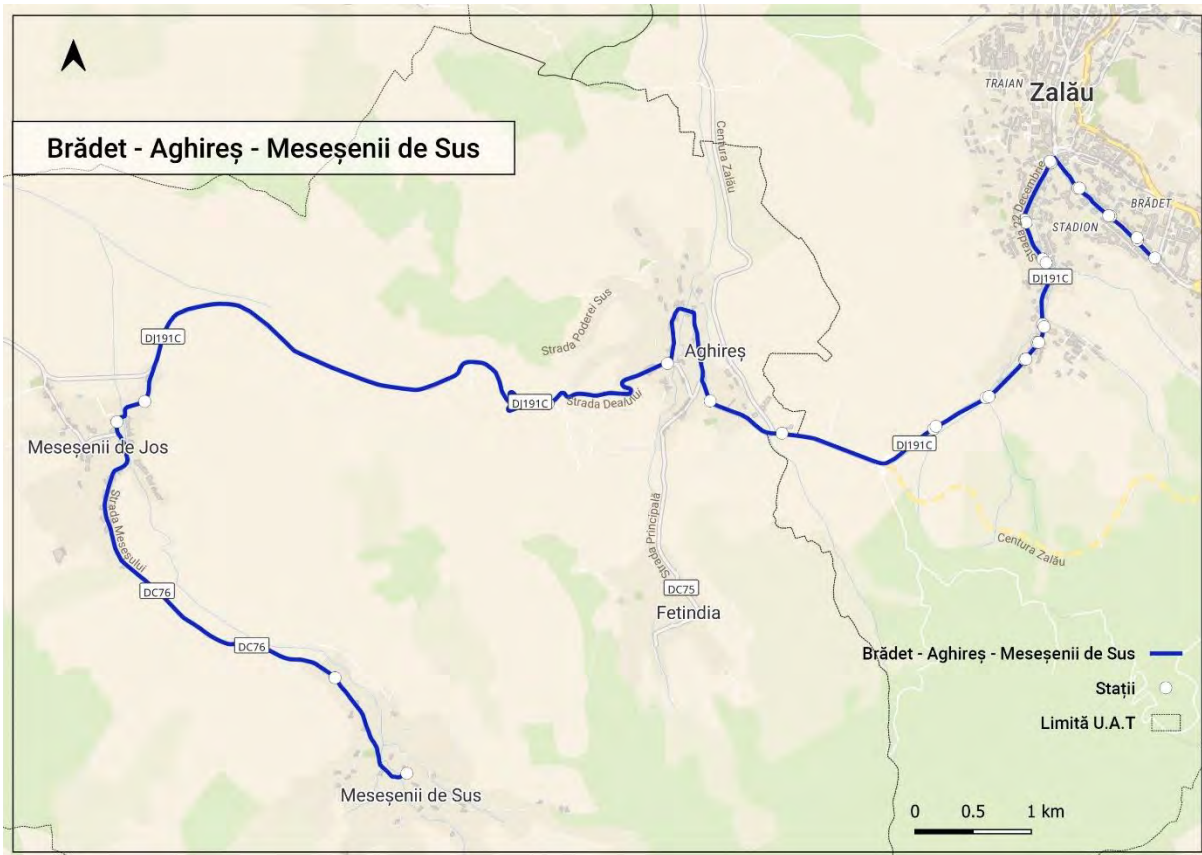 TRAIAN
Zalău
Brădet - Aghireș - Meseșenii de Sus
Centura Zalău
Strada 22 Decembrie
BRĂDET
STADION
DJ191C
Strada Poderei Sus
DJ191C
Aghireș
DJ191C
Strada Dealului
DJ191C
Meseșenii de Jos
Strada Meseșului
Strada Principală
Centura Zalău
DC76
DC75
Fetindia
DC76
Brădet - Aghireș - Meseșenii de Sus
Stații
Limită U.A.T
Meseșenii de Sus
0 0.5 1 km